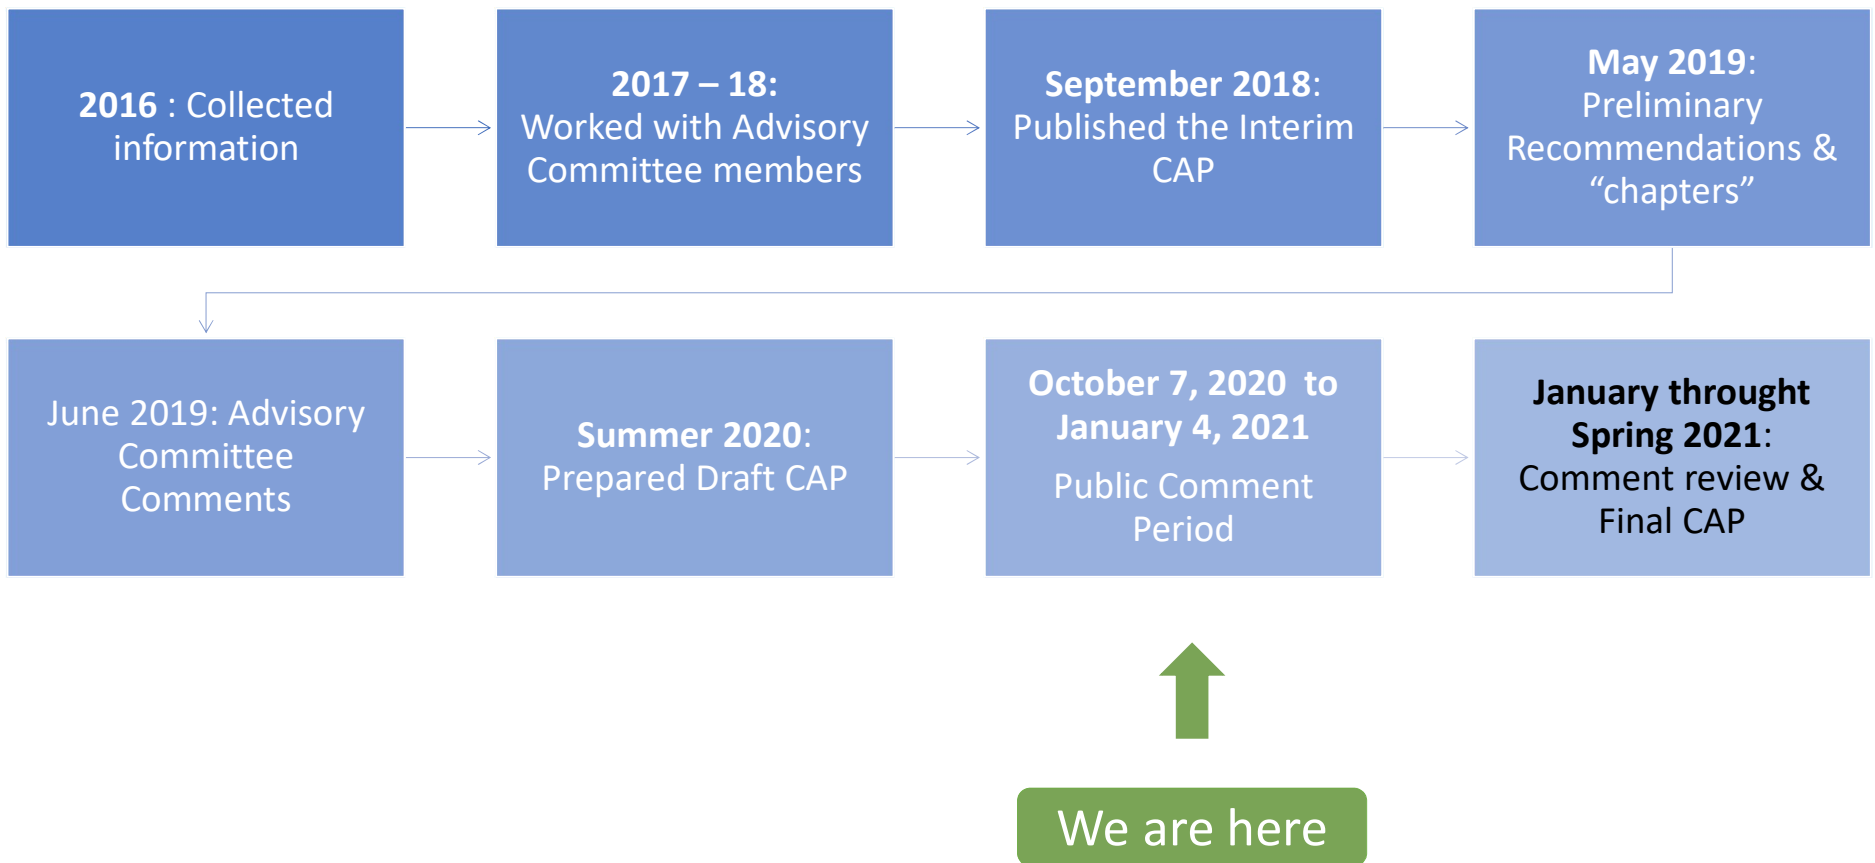 2016 : Collected
information
2017 – 18:
Worked with Advisory
Committee members
September 2018:
Published the Interim
CAP
May 2019:
Preliminary
Recommendations &
“chapters”
June 2019: Advisory
Committee
Comments
Summer 2020:
Prepared Draft CAP
October 7, 2020 to
January 4, 2021
Public Comment
Period
January throught
Spring 2021:
Comment review &
Final CAP
We are here